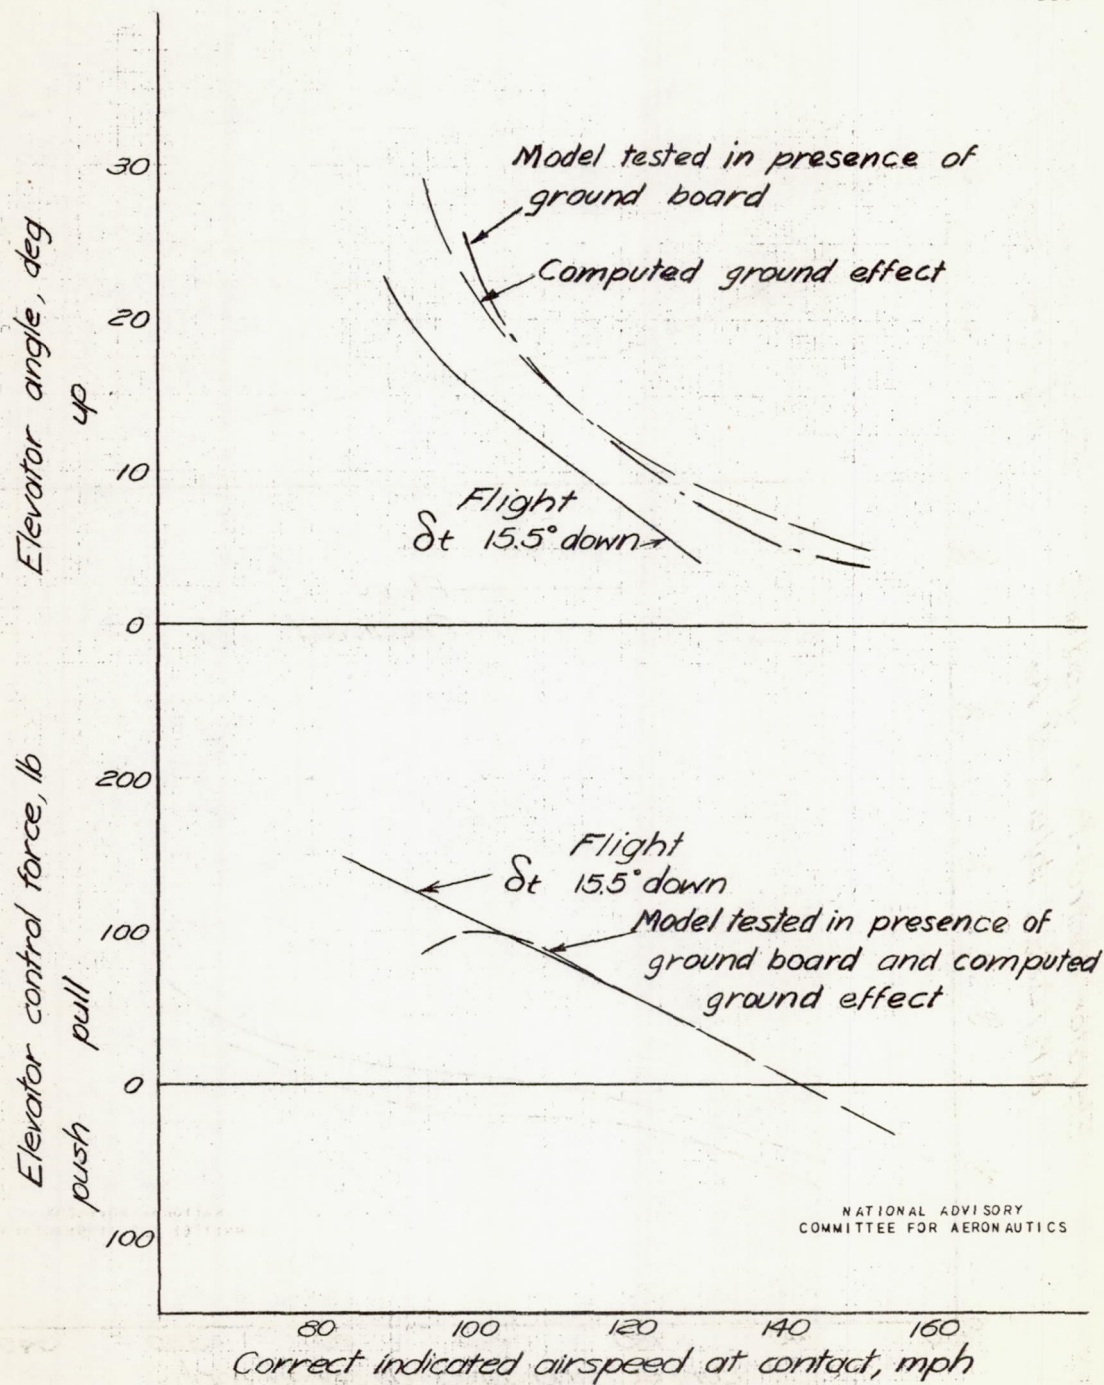 30
20
10
0
Elevator angle, deg
up
Model tested in presence of
ground board
Computed ground effect
Flight
δt 15.5° down
200
100
0
100
Elevator control force, lb
push pull
Flight
δt 15.5° down
Model tested in presence of
ground board and computed
ground effect
NATIONAL ADVISORY
COMMITTEE FOR AERONAUTICS
80 100 120 140 160
Correct indicated airspeed at contact, mph